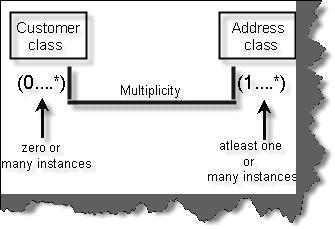 Customer
class
Address
class
(0....*)
Multiplicity
(1....*)
zero or
many instances
atleast one
or
many instances